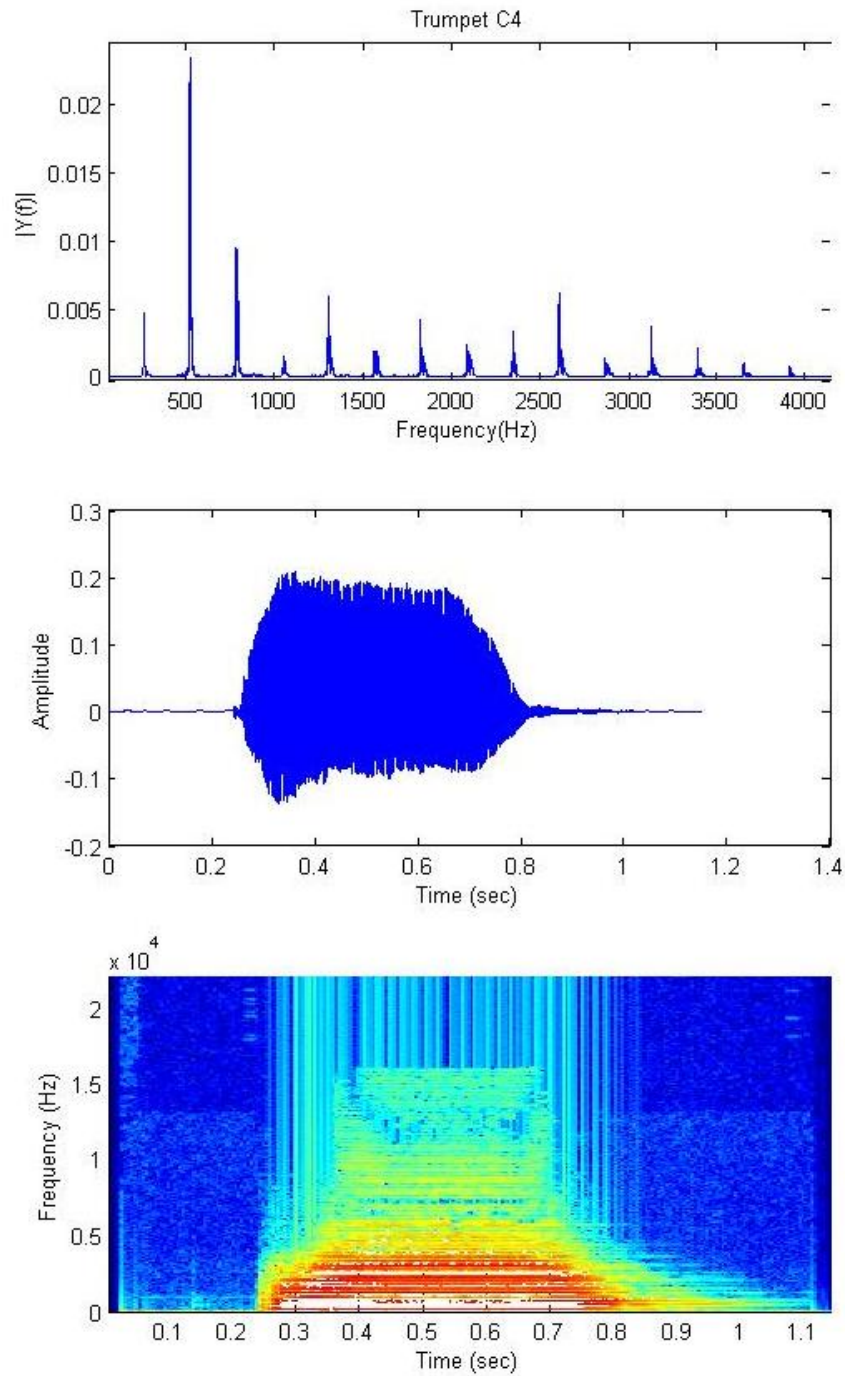 Trumpet C4
0.02
0.015
0.01
0.005
0
|Y(f)|
500 1000 1500 2000 2500 3000 3500 4000
Frequency(Hz)
0.3
0.2
0.1
0
-0.1
-0.2
Amplitude
0 0.2 0.4 0.6 0.8 1 1.2 1.4
Time (sec)
x 10^4
2
1.5
1
0.5
0
Frequency (Hz)
0.1 0.2 0.3 0.4 0.5 0.6 0.7 0.8 0.9 1 1.1
Time (sec)